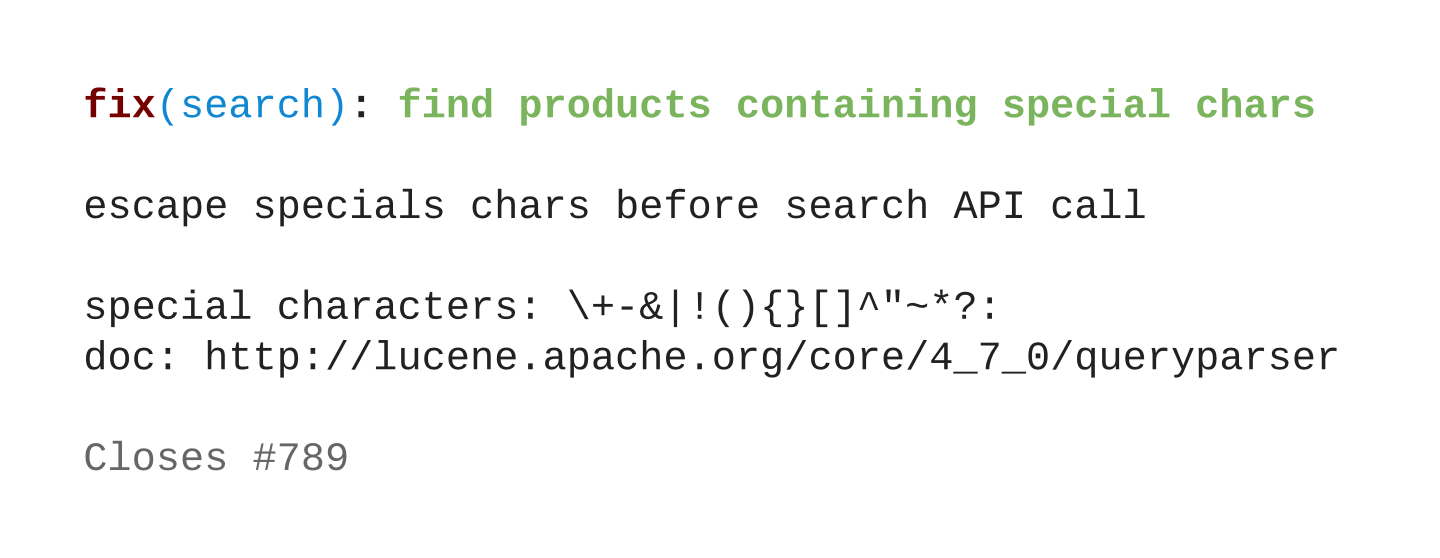 fix(search): find products containing special chars
escape specials chars before search API call
special characters: \+-&|!(){}[]^"~*?:
doc: http://lucene.apache.org/core/4_7_0/queryparser
Closes #789